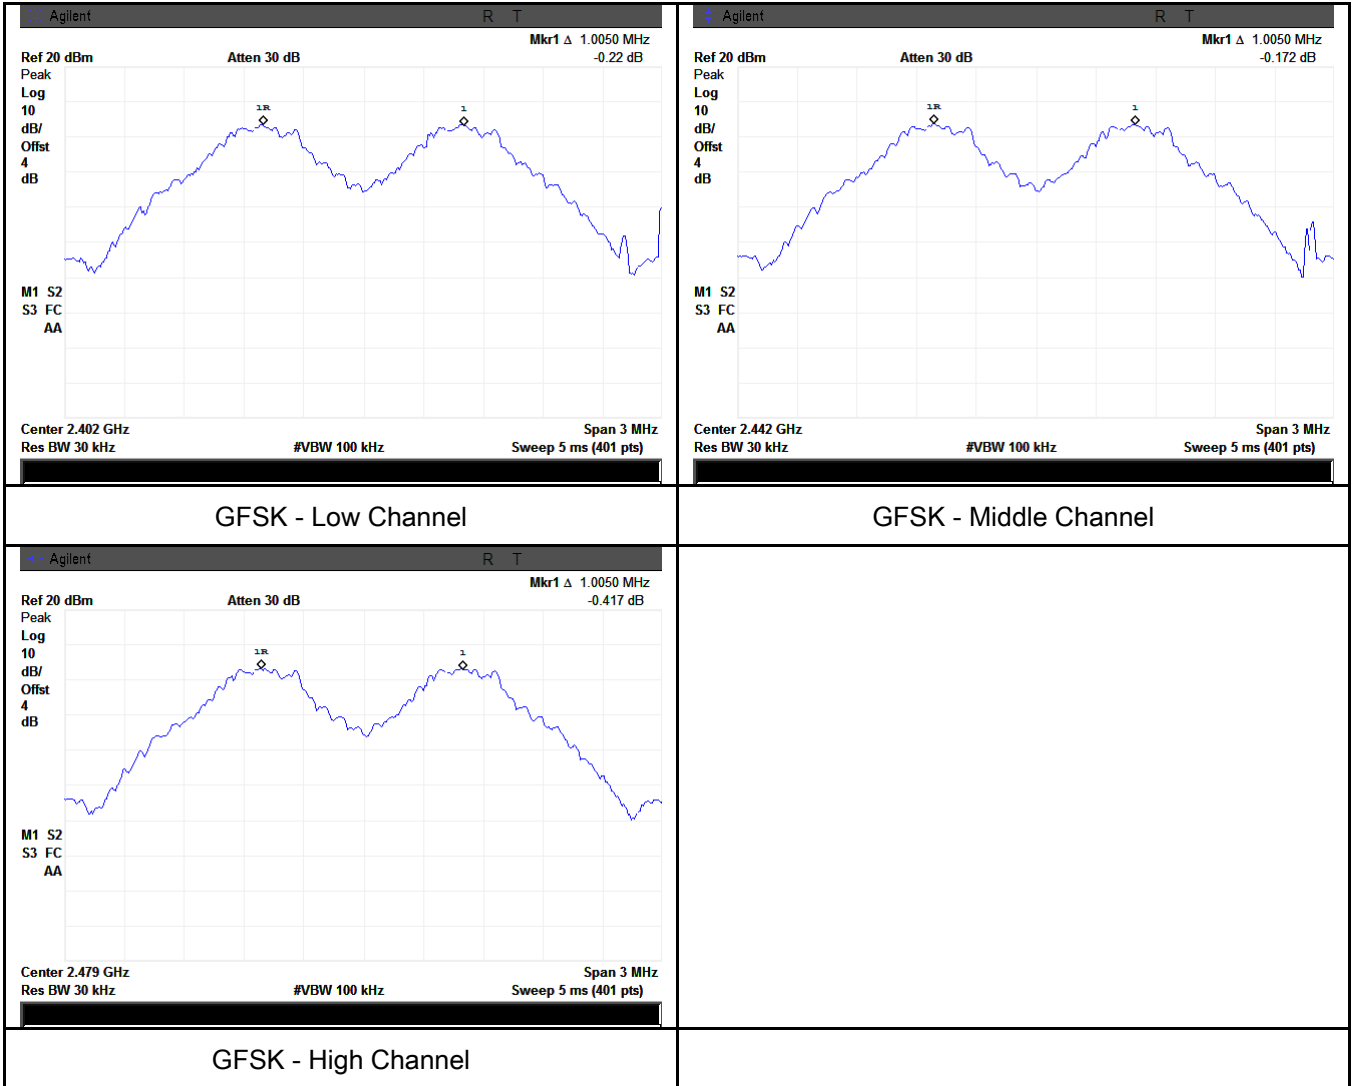 Agilent R T
Mkr1 Δ 1.0050 MHz
Ref 20 dBm Atten 30 dB -0.22 dB
Peak
Log
10
dB/
Offst
4
dB
1R 1
M1 S2
S3 FC
AA
Center 2.402 GHz Span 3 MHz
Res BW 30 kHz #VBW 100 kHz Sweep 5 ms (401 pts)
GFSK - Low Channel
Agilent R T
Mkr1 Δ 1.0050 MHz
Ref 20 dBm Atten 30 dB -0.172 dB
Peak
Log
10
dB/
Offst
4
dB
1R 1
M1 S2
S3 FC
AA
Center 2.442 GHz Span 3 MHz
Res BW 30 kHz #VBW 100 kHz Sweep 5 ms (401 pts)
GFSK - Middle Channel
Agilent R T
Mkr1 Δ 1.0050 MHz
Ref 20 dBm Atten 30 dB -0.417 dB
Peak
Log
10
dB/
Offst
4
dB
1R 1
M1 S2
S3 FC
AA
Center 2.479 GHz Span 3 MHz
Res BW 30 kHz #VBW 100 kHz Sweep 5 ms (401 pts)
GFSK - High Channel